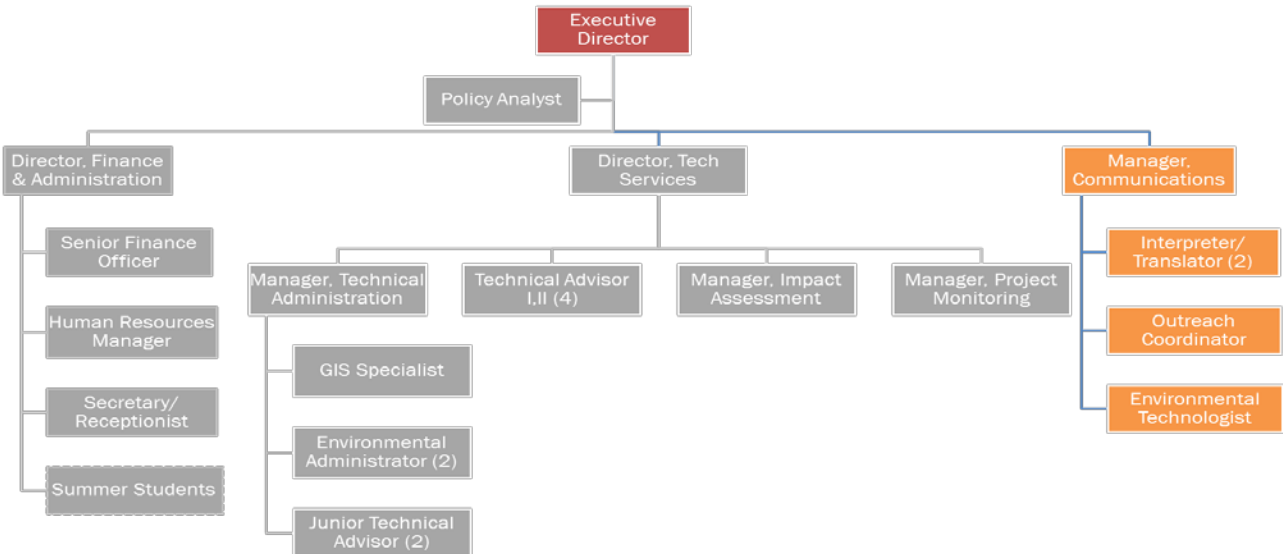 Executive
Director
Policy Analyst
Director, Finance
& Administration
Director, Tech
Services
Manager,
Communications
Senior Finance
Officer
Human Resources
Manager
Secretary/
Receptionist
Summer Students
Manager, Technical
Administration
Technical Advisor
I,II (4)
Manager, Impact
Assessment
Manager, Project
Monitoring
GIS Specialist
Environmental
Administrator (2)
Junior Technical
Advisor (2)
Interpreter/
Translator (2)
Outreach
Coordinator
Environmental
Technologist